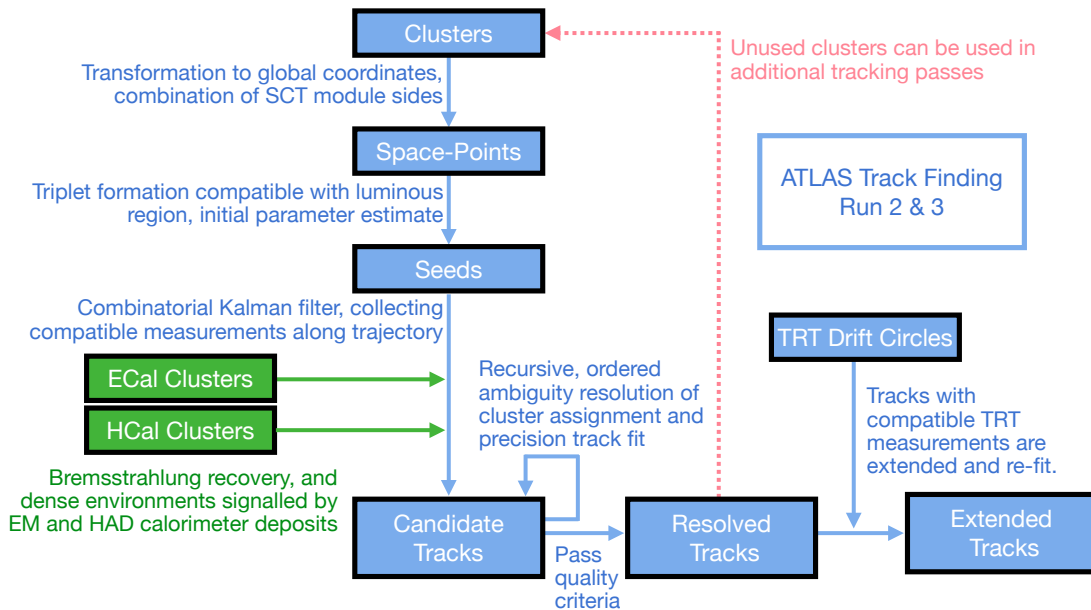 Clusters
Unused clusters can be used in
additional tracking passes
Transformation to global coordinates,
combination of SCT module sides
Space-Points
ATLAS Track Finding
Run 2 & 3
Triplet formation compatible with luminous
region, initial parameter estimate
Seeds
Combinatorial Kalman filter, collecting
compatible measurements along trajectory
TRT Drift Circles
ECal Clusters
HCal Clusters
Recursive, ordered
ambiguity resolution of
cluster assignment and
precision track fit
Tracks with
compatible TRT
measurements are
extended and re-fit.
Bremsstrahlung recovery, and
dense environments signalled by
EM and HAD calorimeter deposits
Candidate
Tracks
Pass
quality
criteria
Resolved
Tracks
Extended
Tracks